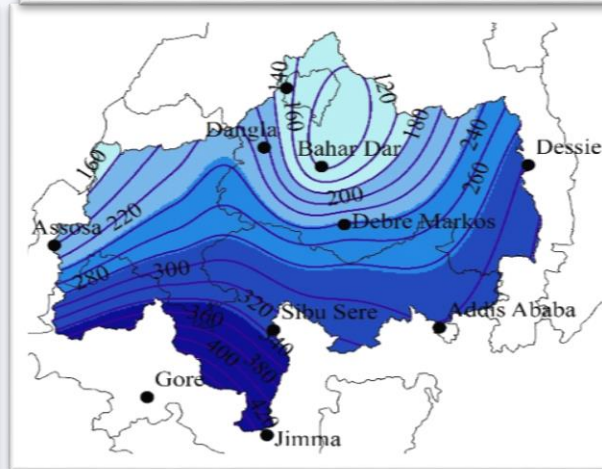 140
160
120
180
240
Dangla
Bahar Dar
Dessie
160
260
200
220
Debre Markos
Assosa
280
300
320
Sibu Sere
Addis Ababa
360
340
400
380
Gore
420
Jimma